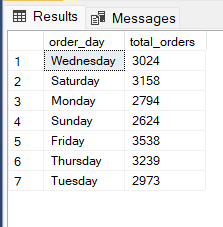 Results Messages
order_day total_orders
1 Wednesday 3024
2 Saturday 3158
3 Monday 2794
4 Sunday 2624
5 Friday 3538
6 Thursday 3239
7 Tuesday 2973